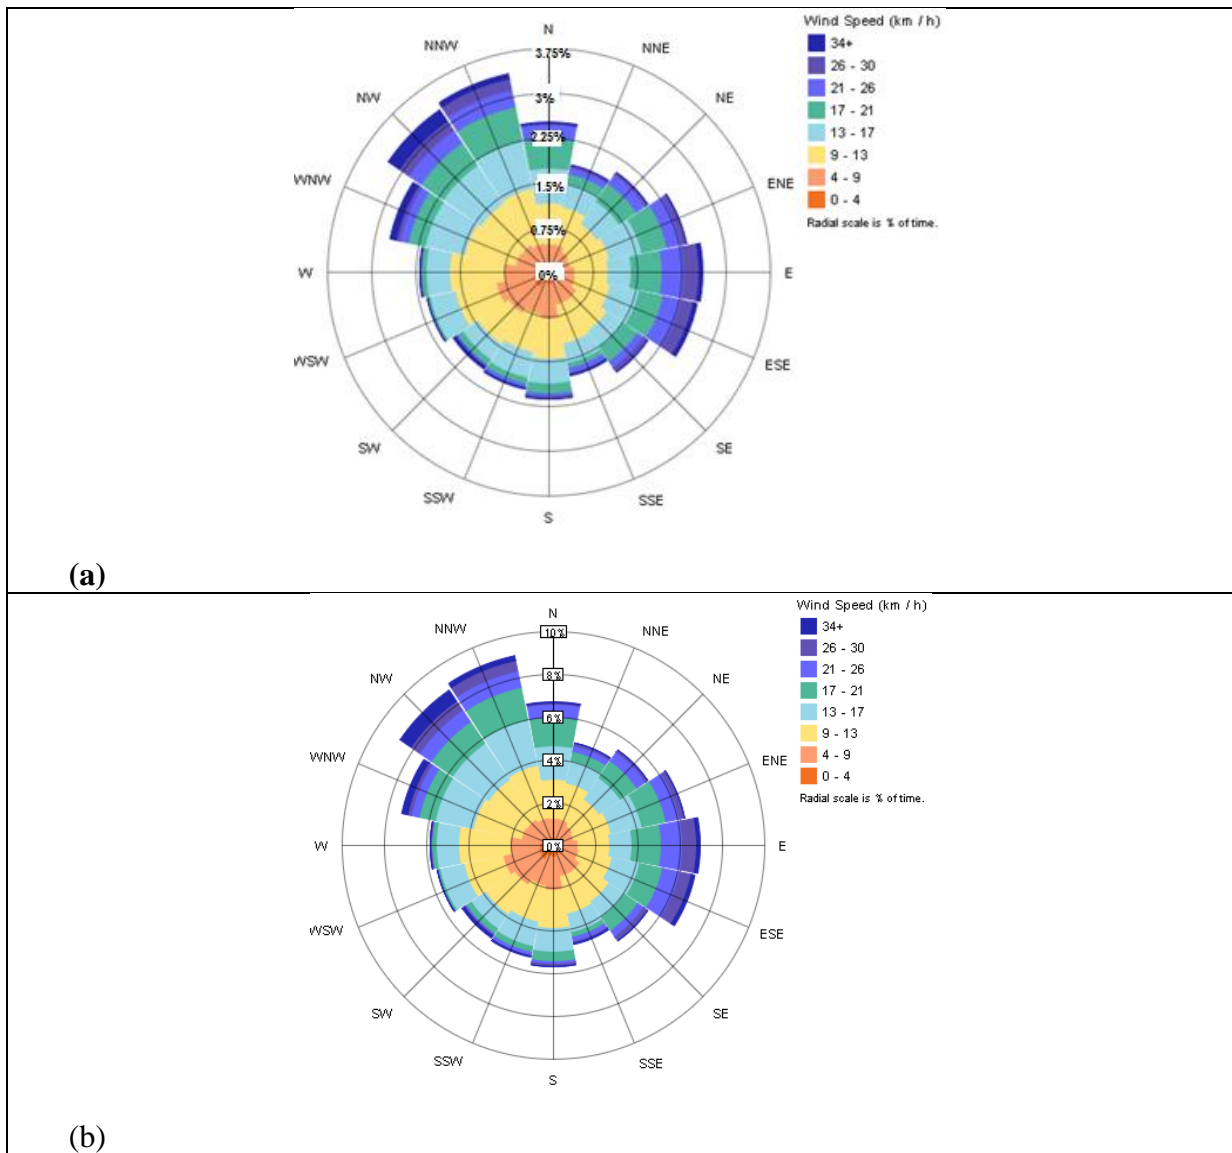 N
NNE
NE
ENE
E
ESE
SE
SSE
S
SSW
SW
WSW
W
WNW
NW
NNW
3.75%
3%
2.25%
1.5%
0.75%
0%
Wind Speed (km / h)
34+
26 - 30
21 - 26
17 - 21
13 - 17
9 - 13
4 - 9
0 - 4
Radial scale is % of time.
(a)
N
NNE
NE
ENE
E
ESE
SE
SSE
S
SSW
SW
WSW
W
WNW
NW
NNW
10%
8%
6%
4%
2%
0%
Wind Speed (km / h)
34+
26 - 30
21 - 26
17 - 21
13 - 17
9 - 13
4 - 9
0 - 4
Radial scale is % of time.
(b)